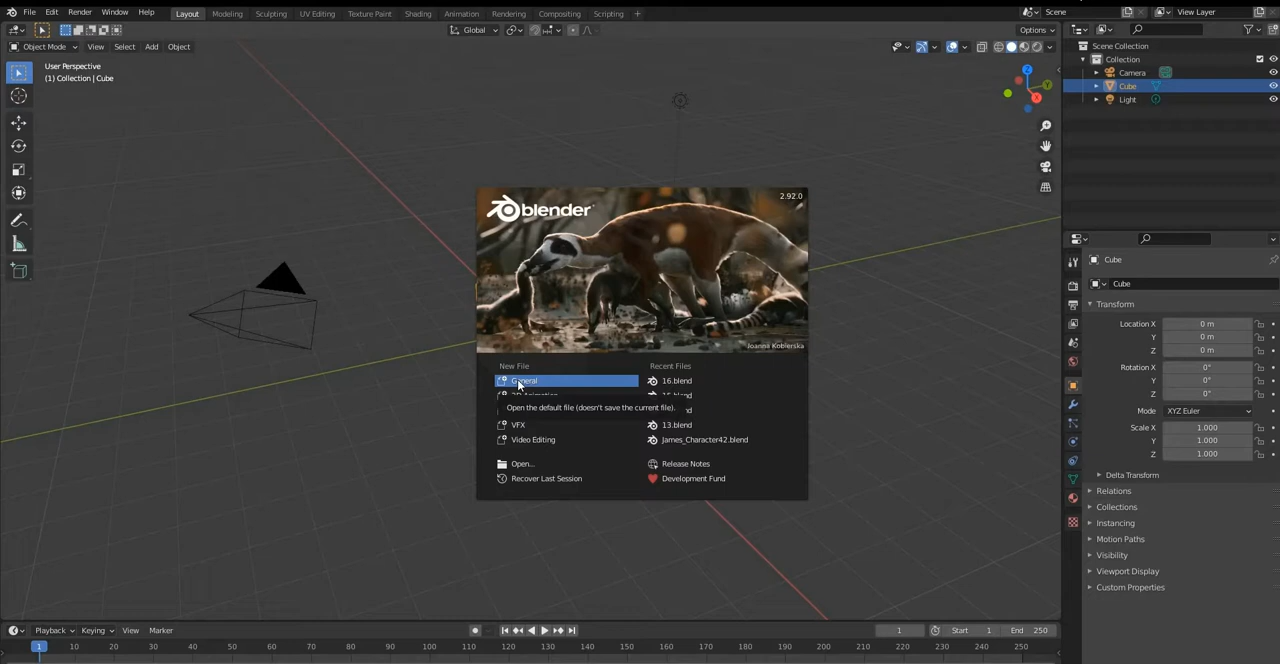 File Edit Render Window Help Layout Modeling Sculpting UV Editing Texture Paint Shading Animation Rendering Compositing Scripting + Scene View Layer
Global Options
Object Mode View Select Add Object
User Perspective
(1) Collection | Cube
Scene Collection
Collection
Camera
Cube
Light
Z
Y
X
blender
2.92.0
Joanna Kobierska
New File
General
Open the default file (doesn't save the current file).
VFX
Video Editing
Open...
Recover Last Session
Recent Files
16.blend
13.blend
James_Character42.blend
Release Notes
Development Fund
Cube
Cube
Transform
Location X 0 m
Y 0 m
Z 0 m
Rotation X 0°
Y 0°
Z 0°
Mode XYZ Euler
Scale X 1.000
Y 1.000
Z 1.000
Delta Transform
Relations
Collections
Instancing
Motion Paths
Visibility
Viewport Display
Custom Properties
Playback Keying View Marker 1 Start 1 End 250
1 10 20 30 40 50 60 70 80 90 100 110 120 130 140 150 160 170 180 190 200 210 220 230 240 250